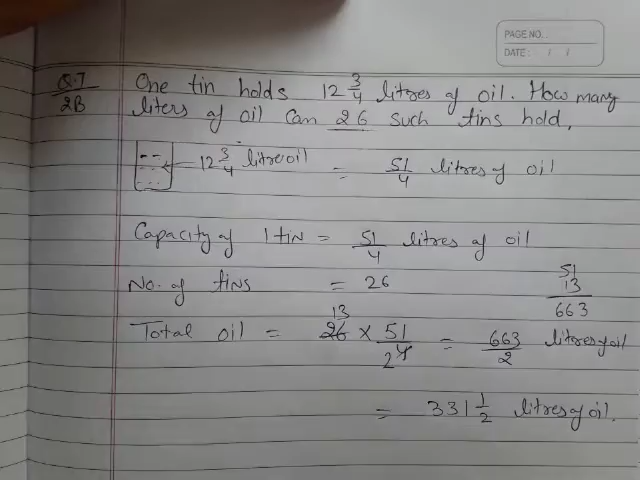 PAGE NO.
DATE: / /
Q.7
2B
One tin holds 12 3/4 litres of oil. How many
liters of oil can 26 such tins hold,
12 3/4 litre oil = 51/4 litres of oil
Capacity of 1 tin = 51/4 litres of oil
No. of tins = 26
51
13
663
Total oil = 26 13 × 51/4 2 = 663/2 litres of oil
= 331 1/2 litres of oil.